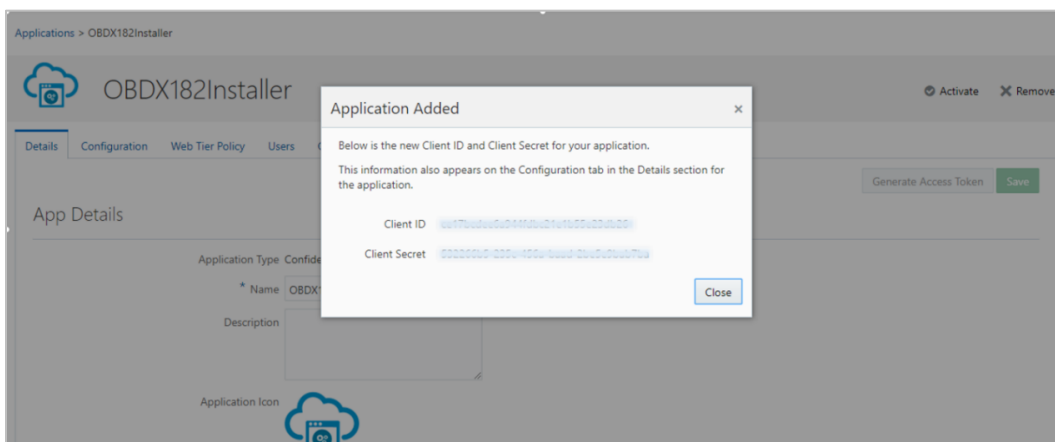 Applications > OBDX182Installer
OBDX182Installer
Activate
Remove
Details
Configuration
Web Tier Policy
Users
Generate Access Token
Save
App Details
Application Type
* Name OBDX
Description
Application Icon
Application Added
×
Below is the new Client ID and Client Secret for your application.
This information also appears on the Configuration tab in the Details section for
the application.
Client ID
Client Secret
Close